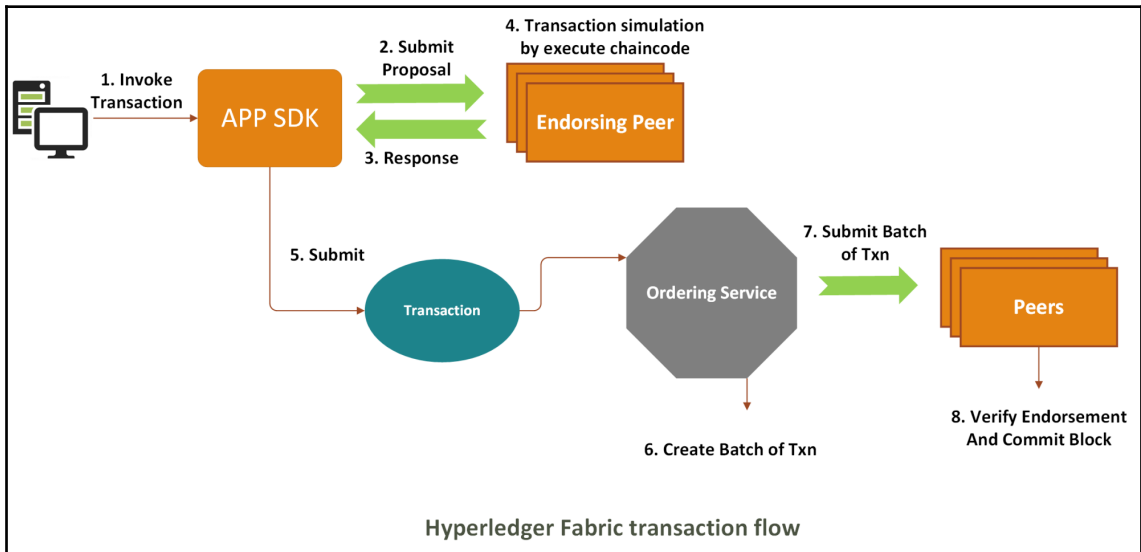 1. Invoke
Transaction
APP SDK
2. Submit
Proposal
3. Response
4. Transaction simulation
by execute chaincode
Endorsing Peer
5. Submit
Transaction
Ordering Service
6. Create Batch of Txn
7. Submit Batch
of Txn
Peers
8. Verify Endorsement
And Commit Block
Hyperledger Fabric transaction flow